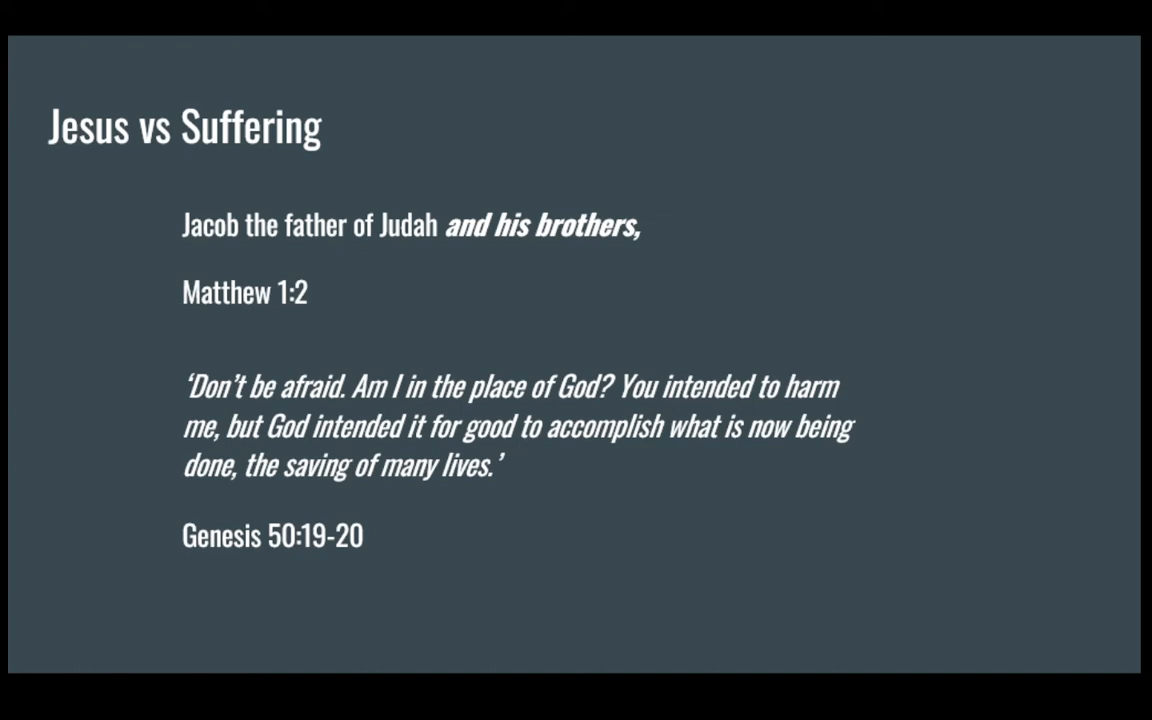 Jesus vs Suffering
Jacob the father of Judah and his brothers,
Matthew 1:2
‘Don’t be afraid. Am I in the place of God? You intended to harm
me, but God intended it for good to accomplish what is now being
done, the saving of many lives.’
Genesis 50:19-20